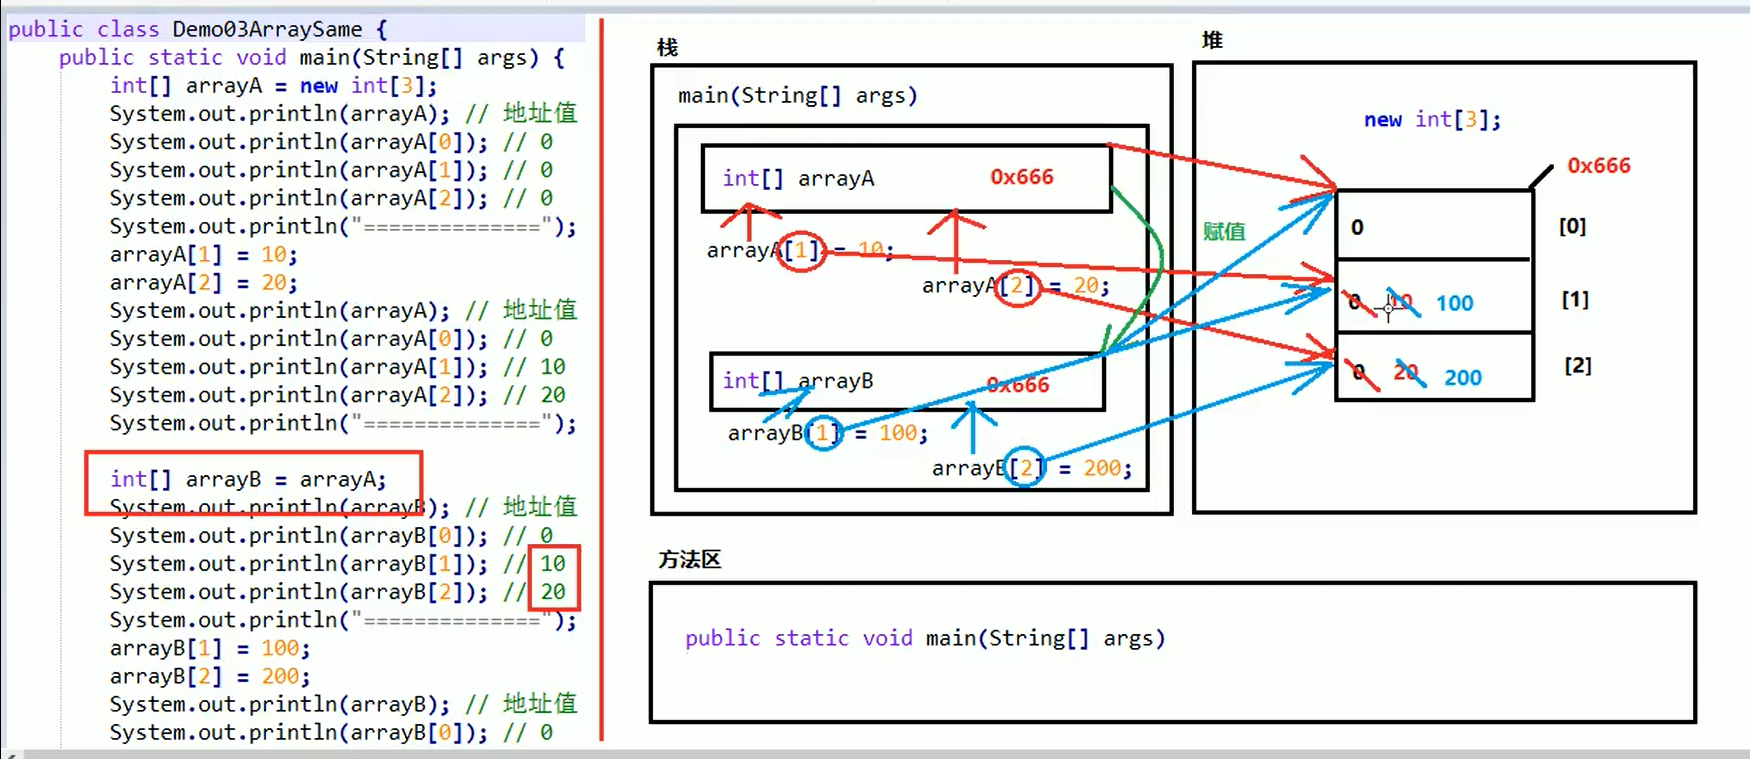 public class Demo03ArraySame {
public static void main(String[] args) {
int[] arrayA = new int[3];
System.out.println(arrayA); // 地址值
System.out.println(arrayA[0]); // 0
System.out.println(arrayA[1]); // 0
System.out.println(arrayA[2]); // 0
System.out.println("==============");
arrayA[1] = 10;
arrayA[2] = 20;
System.out.println(arrayA); // 地址值
System.out.println(arrayA[0]); // 0
System.out.println(arrayA[1]); // 10
System.out.println(arrayA[2]); // 20
System.out.println("==============");
int[] arrayB = arrayA;
System.out.println(arrayB); // 地址值
System.out.println(arrayB[0]); // 0
System.out.println(arrayB[1]); // 10
System.out.println(arrayB[2]); // 20
System.out.println("==============");
arrayB[1] = 100;
arrayB[2] = 200;
System.out.println(arrayB); // 地址值
System.out.println(arrayB[0]); // 0
栈
main(String[] args)
int[] arrayA 0x666
arrayA[1] = 10;
arrayA[2] = 20;
赋值
int[] arrayB 0x666
arrayB[1] = 100;
arrayB[2] = 200;
堆
new int[3];
0x666
0 [0]
0 10 100 [1]
0 20 200 [2]
方法区
public static void main(String[] args)